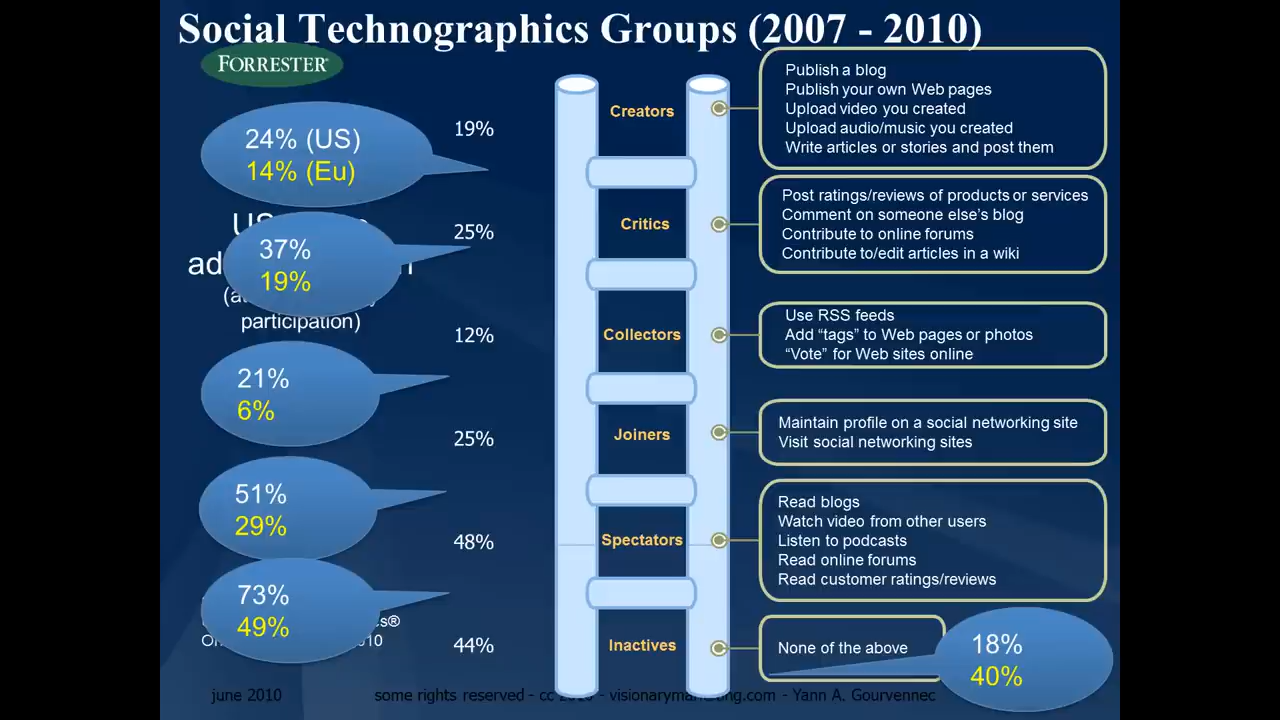 Social Technographics Groups (2007 - 2010)
FORRESTER®
24% (US)
14% (Eu)
19%
Creators
Publish a blog
Publish your own Web pages
Upload video you created
Upload audio/music you created
Write articles or stories and post them
37%
19%
participation)
25%
Critics
Post ratings/reviews of products or services
Comment on someone else's blog
Contribute to online forums
Contribute to/edit articles in a wiki
21%
6%
12%
Collectors
Use RSS feeds
Add “tags” to Web pages or photos
“Vote” for Web sites online
25%
Joiners
Maintain profile on a social networking site
Visit social networking sites
51%
29%
48%
Spectators
Read blogs
Watch video from other users
Listen to podcasts
Read online forums
Read customer ratings/reviews
73%
49%
44%
Inactives
None of the above
18%
40%
june 2010
some rights reserved - cc - visionarymarketing.com - Yann A. Gourvennec